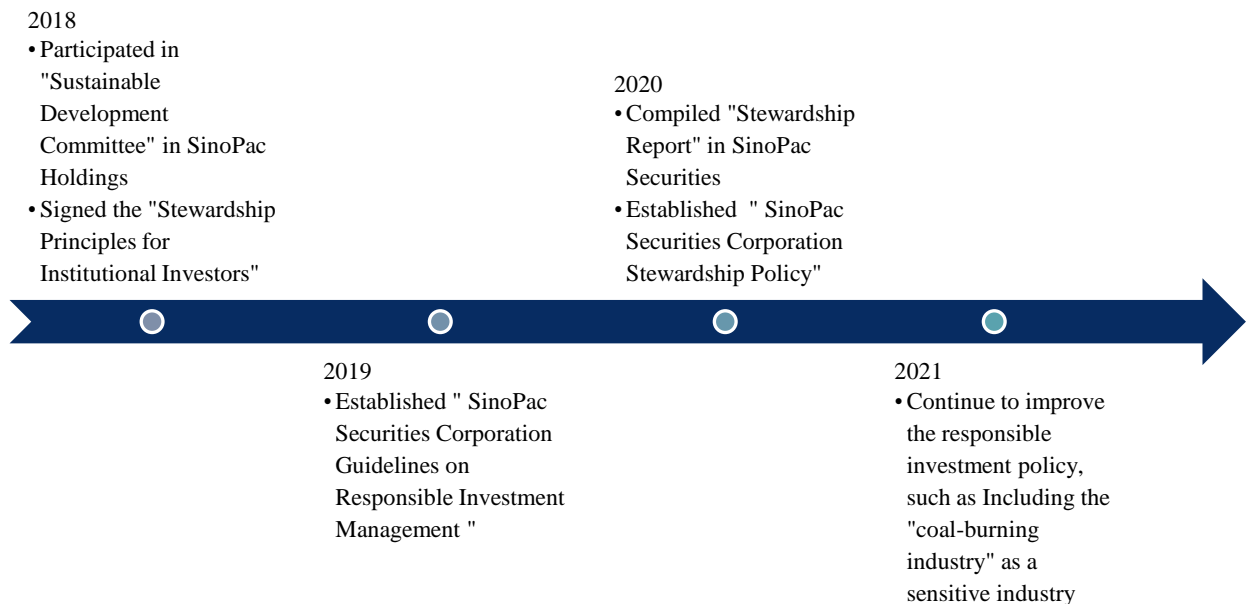 2018
• Participated in
"Sustainable
Development
Committee" in SinoPac
Holdings
• Signed the "Stewardship
Principles for
Institutional Investors"
2019
• Established " SinoPac
Securities Corporation
Guidelines on
Responsible Investment
Management "
2020
• Compiled "Stewardship
Report" in SinoPac
Securities
• Established " SinoPac
Securities Corporation
Stewardship Policy"
2021
• Continue to improve
the responsible
investment policy,
such as Including the
"coal-burning
industry" as a
sensitive industry